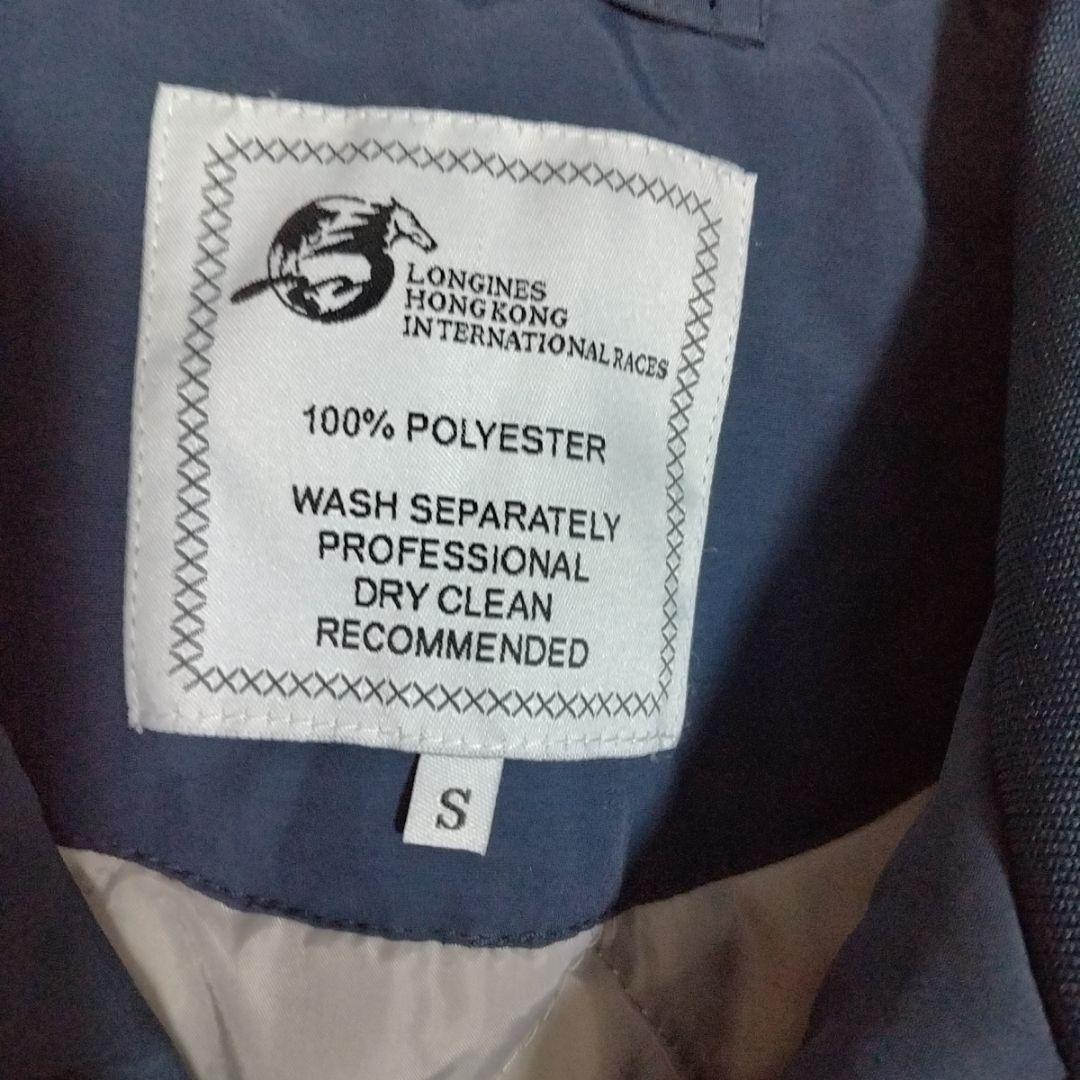 LONGINES
HONG KONG
INTERNATIONAL RACES
100% POLYESTER
WASH SEPARATELY
PROFESSIONAL
DRY CLEAN
RECOMMENDED
S